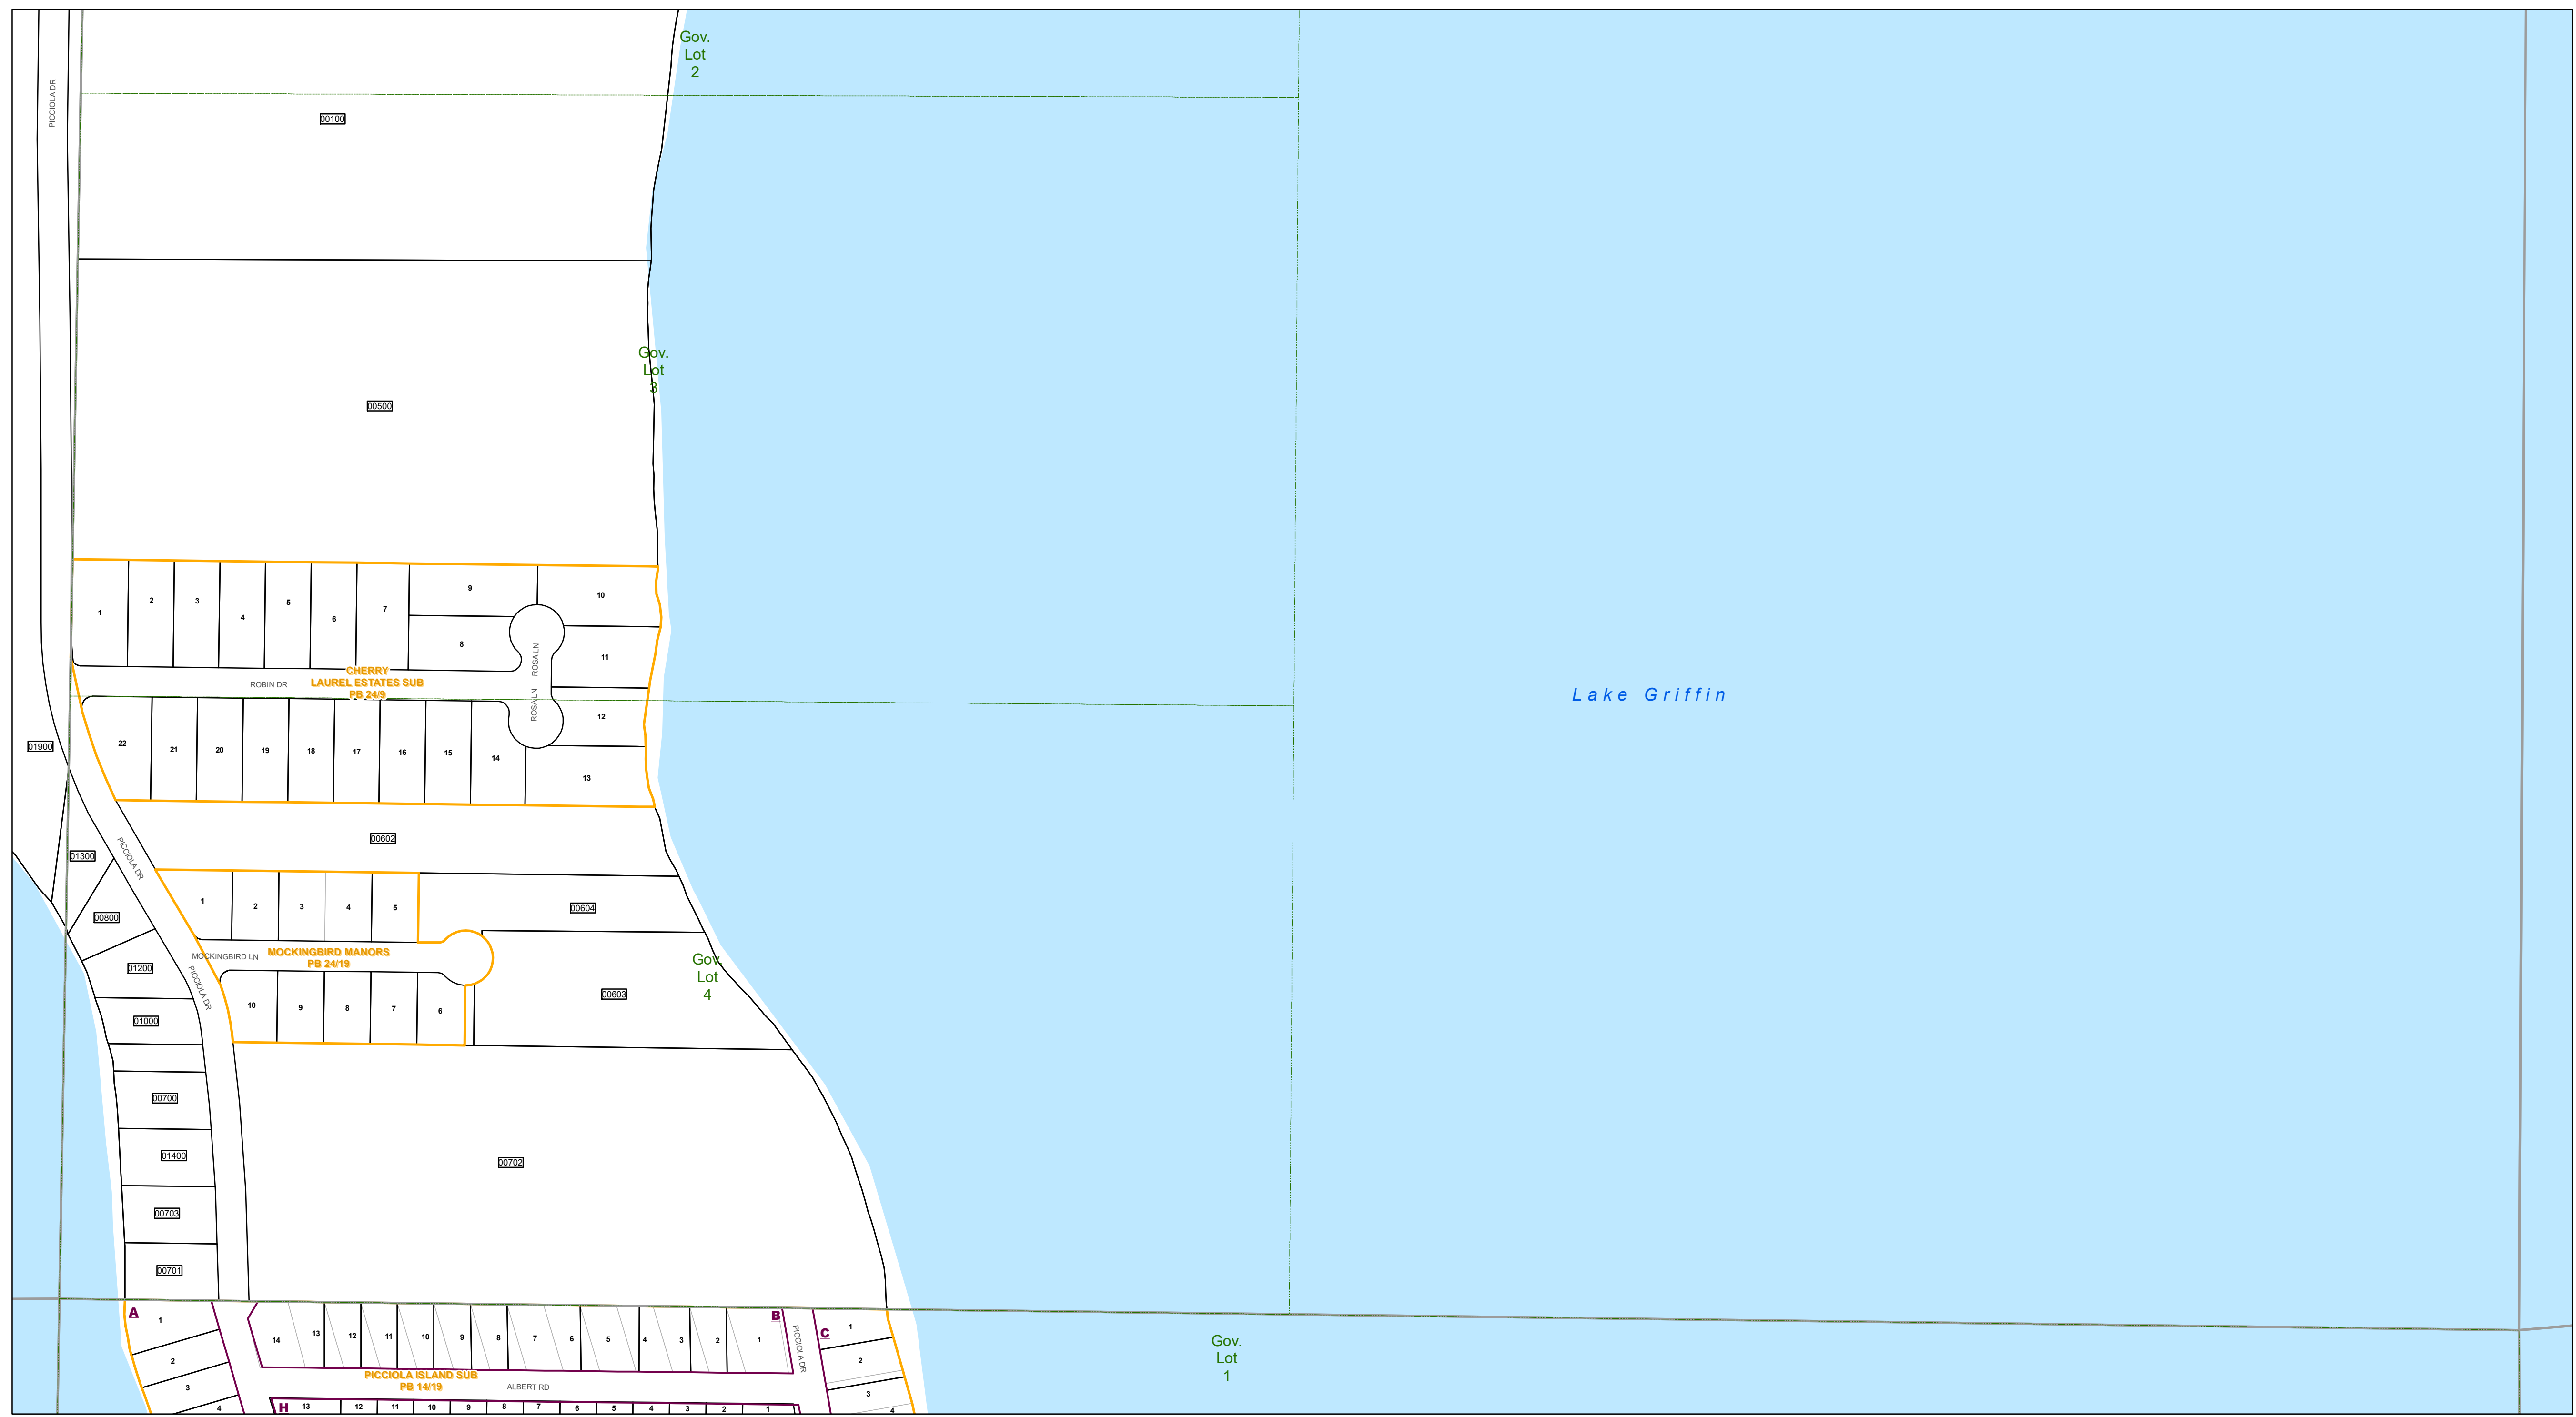 Gov.
Lot
2
PICCIOLA DR
00100
Gov.
Lot
3
00500
1
2
3
4
5
6
7
9
8
10
11
ROSA LN
CHERRY
LAUREL ESTATES SUB
PB 24/9
ROBIN DR
Lake Griffin
ROSA LN
12
13
22
21
20
19
18
17
16
15
14
01900
00602
01300
PICCIOLA DR
1
2
3
4
5
00604
00800
MOCKINGBIRD MANORS
PB 24/19
MOCKINGBIRD LN
01200
PICCIOLA DR
Gov.
Lot
4
00603
10
9
8
7
6
01000
00700
01400
00702
00703
00701
A
1
2
3
4
14
13
12
11
10
9
8
7
6
5
4
3
2
1
B
PICCIOLA DR
C
1
2
3
4
Gov.
Lot
1
PICCIOLA ISLAND SUB
PB 14/19
ALBERT RD
H
13
12
11
10
9
8
7
6
5
4
3
2
1